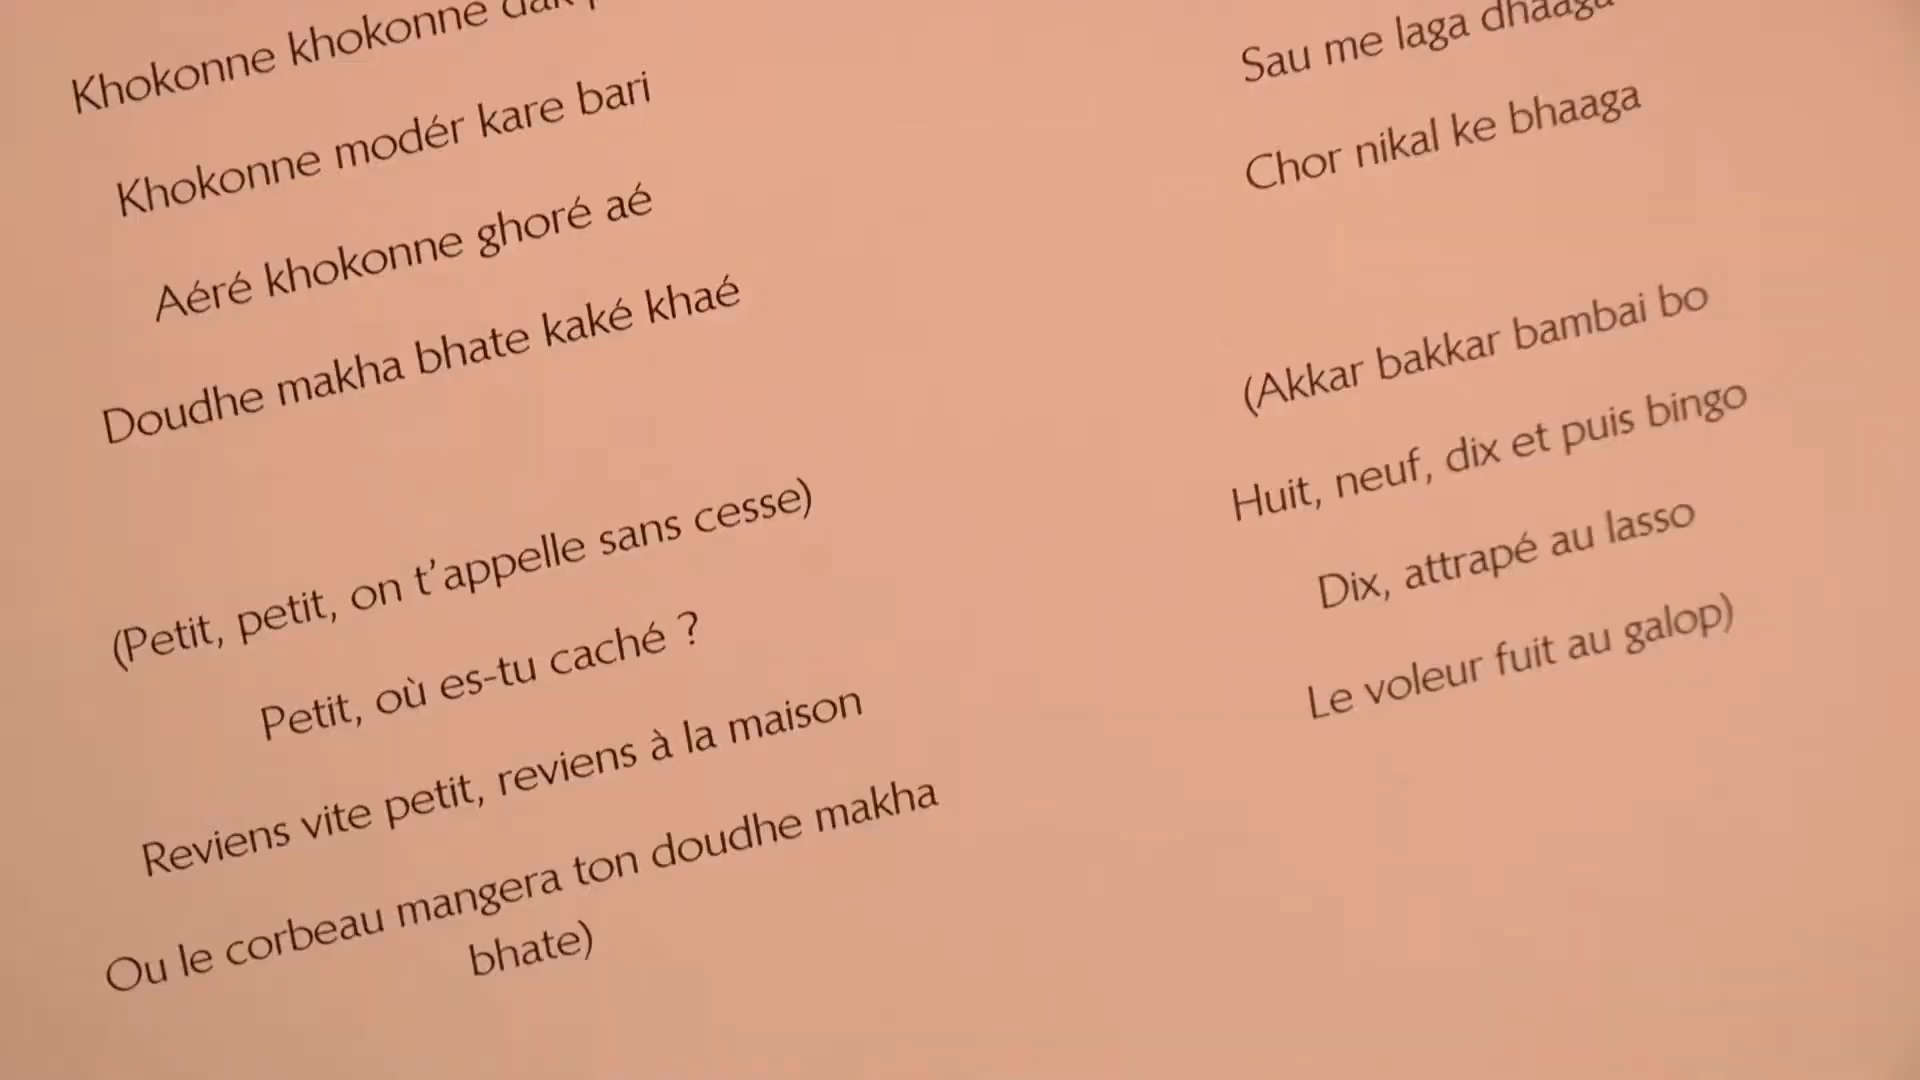 Khokonne khokonne
Khokonne modér kare bari
Aéré khokonne ghoré aé
Doudhe makha bhate kaké khaé
(Petit, petit, on t'appelle sans cesse)
Petit, où es-tu caché ?
Reviens vite petit, reviens à la maison
Ou le corbeau mangera ton doudhe makha
bhate)
Sau me laga dhaaga
Chor nikal ke bhaaga
(Akkar bakkar bambai bo
Huit, neuf, dix et puis bingo
Dix, attrapé au lasso
Le voleur fuit au galop)